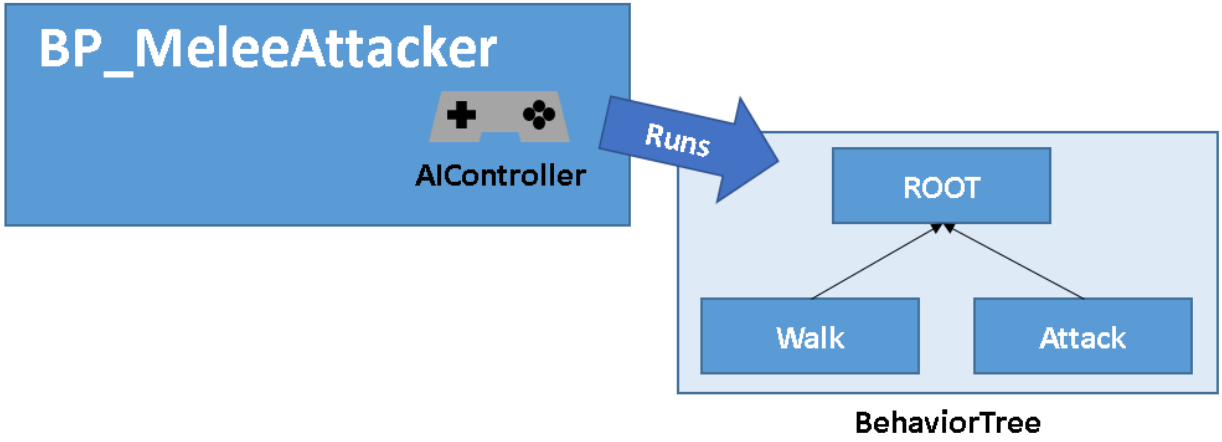 BP_MeleeAttacker
AIController
Runs
ROOT
Walk
Attack
BehaviorTree